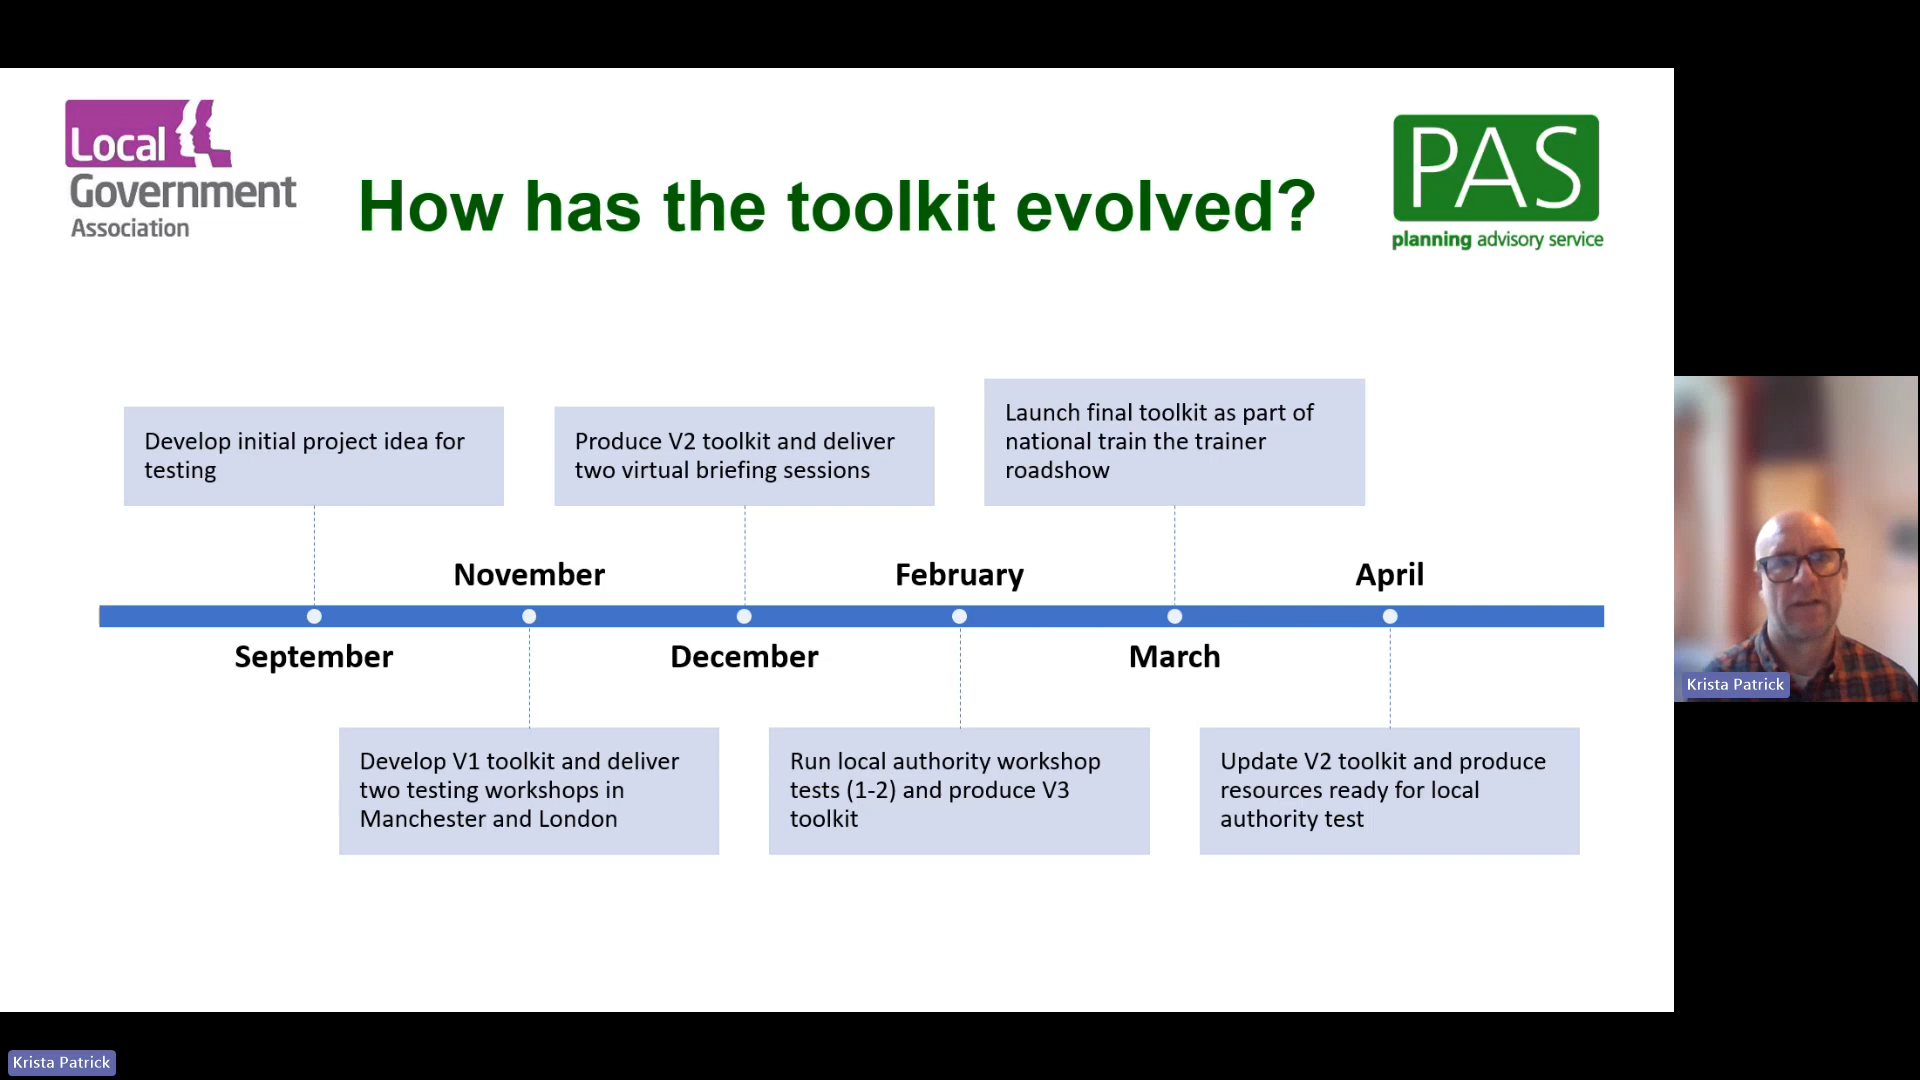 Local
Government
Association
How has the toolkit evolved?
PAS
planning advisory service
Develop initial project idea for
testing
Produce V2 toolkit and deliver
two virtual briefing sessions
Launch final toolkit as part of
national train the trainer
roadshow
November
February
April
September
December
March
Develop V1 toolkit and deliver
two testing workshops in
Manchester and London
Run local authority workshop
tests (1-2) and produce V3
toolkit
Update V2 toolkit and produce
resources ready for local
authority test
Krista Patrick
Krista Patrick